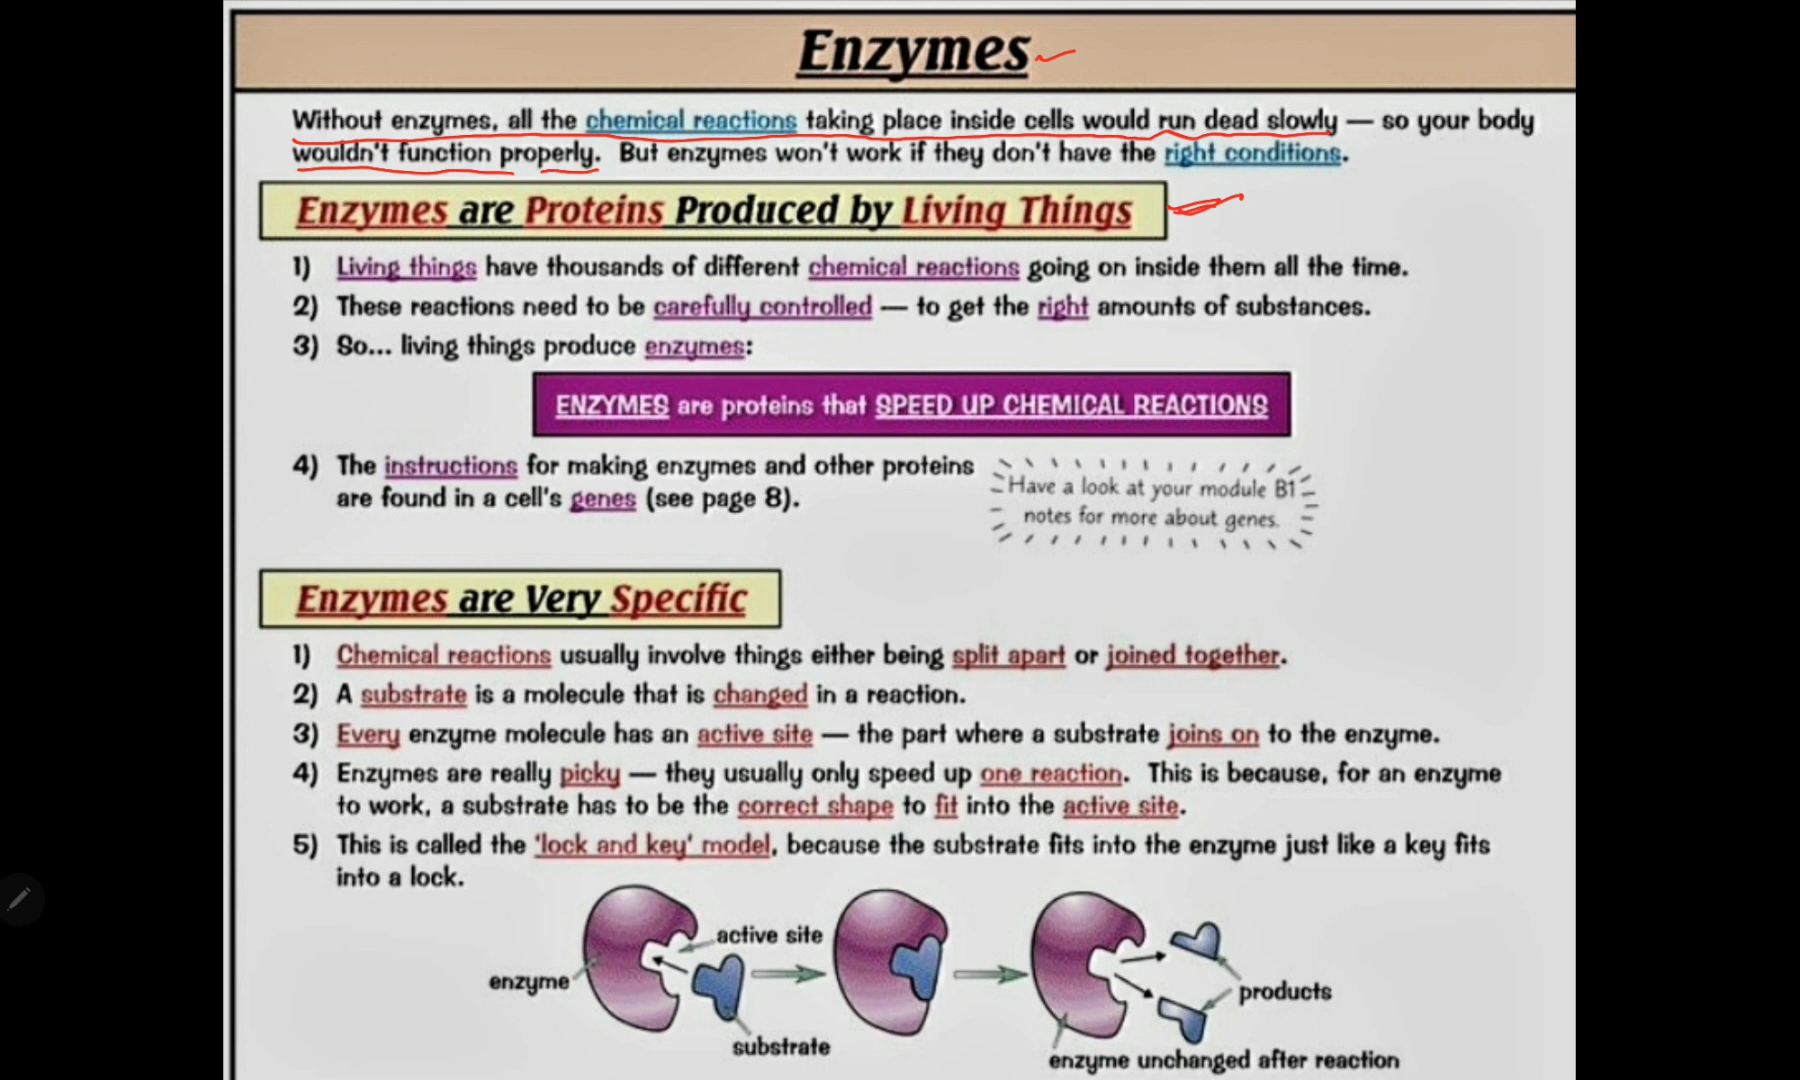 Enzymes
Without enzymes, all the chemical reactions taking place inside cells would run dead slowly — so your body
wouldn't function properly. But enzymes won't work if they don't have the right conditions.
Enzymes are Proteins Produced by Living Things
1) Living things have thousands of different chemical reactions going on inside them all the time.
2) These reactions need to be carefully controlled — to get the right amounts of substances.
3) So... living things produce enzymes:
ENZYMES are proteins that SPEED UP CHEMICAL REACTIONS
4) The instructions for making enzymes and other proteins
are found in a cell's genes (see page 8).
Have a look at your module B1
notes for more about genes.
Enzymes are Very Specific
1) Chemical reactions usually involve things either being split apart or joined together.
2) A substrate is a molecule that is changed in a reaction.
3) Every enzyme molecule has an active site — the part where a substrate joins on to the enzyme.
4) Enzymes are really picky — they usually only speed up one reaction. This is because, for an enzyme
to work, a substrate has to be the correct shape to fit into the active site.
5) This is called the 'lock and key' model, because the substrate fits into the enzyme just like a key fits
into a lock.
active site
enzyme
substrate
products
enzyme unchanged after reaction